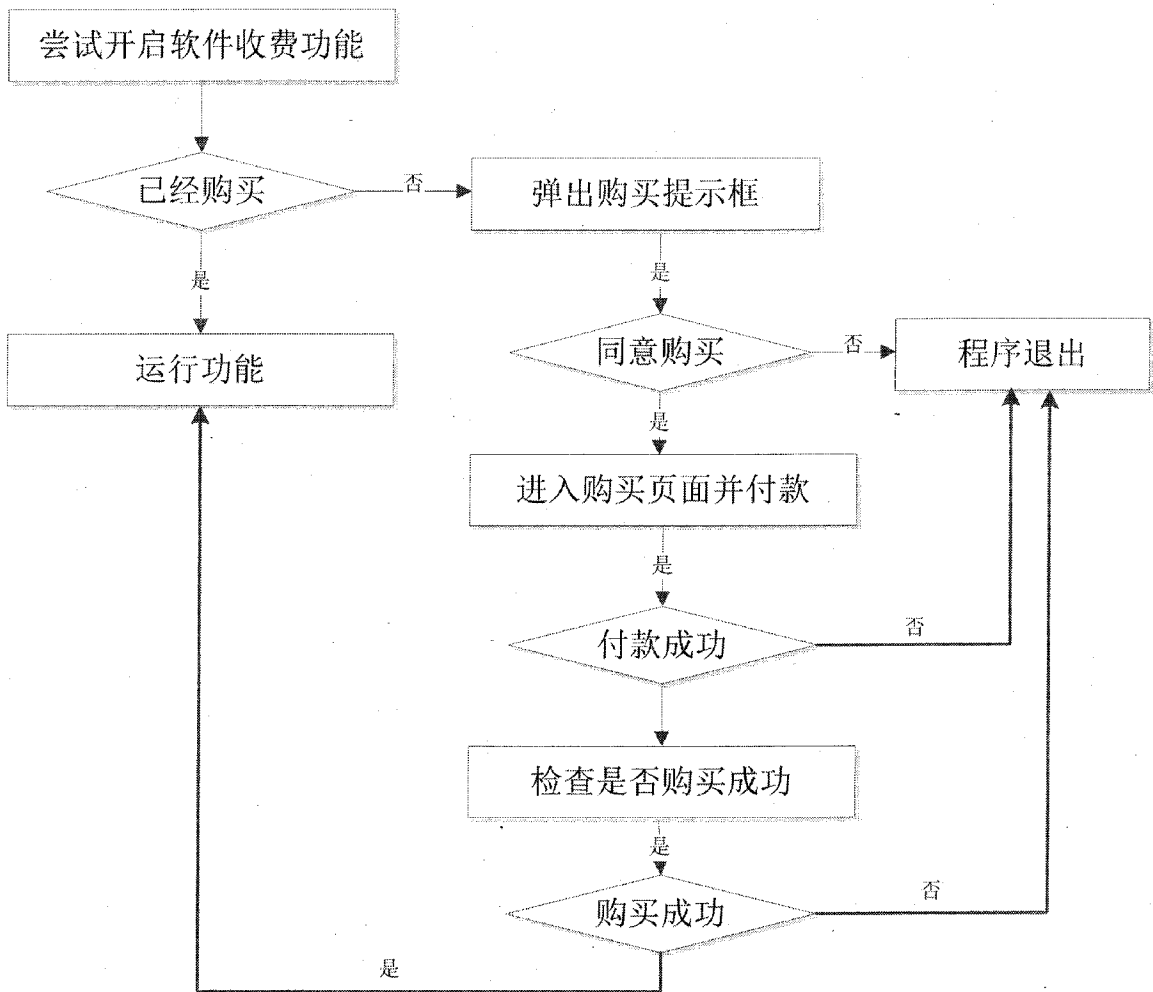 尝试开启软件收费功能
已经购买
否
弹出购买提示框
是
是
运行功能
同意购买
否
程序退出
是
进入购买页面并付款
是
付款成功
否
检查是否购买成功
是
购买成功
否
是